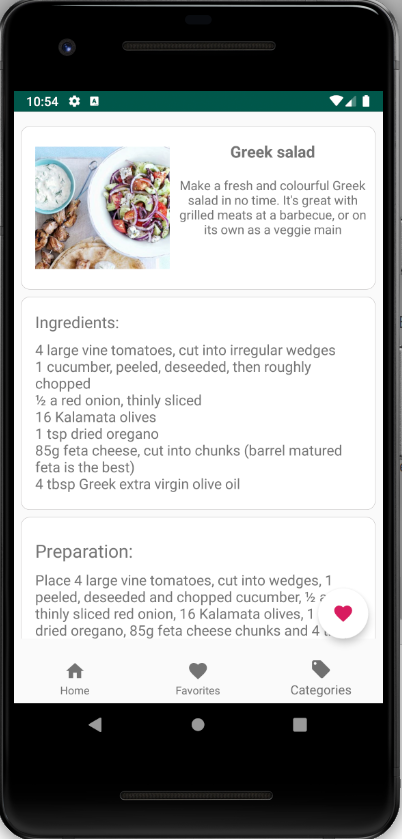 10:54
Greek salad
Make a fresh and colourful Greek
salad in no time. It's great with
grilled meats at a barbecue, or on
its own as a veggie main
Ingredients:
4 large vine tomatoes, cut into irregular wedges
1 cucumber, peeled, deseeded, then roughly
chopped
½ a red onion, thinly sliced
16 Kalamata olives
1 tsp dried oregano
85g feta cheese, cut into chunks (barrel matured
feta is the best)
4 tbsp Greek extra virgin olive oil
Preparation:
Place 4 large vine tomatoes, cut into wedges, 1
peeled, deseeded and chopped cucumber, ½ a
thinly sliced red onion, 16 Kalamata olives, 1
dried oregano, 85g feta cheese chunks and 4
Home
Favorites
Categories